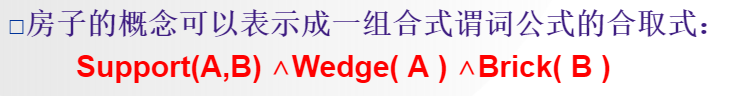 □房子的概念可以表示成一组合式谓词公式的合取式：
Support(A,B) ∧Wedge( A ) ∧Brick( B )